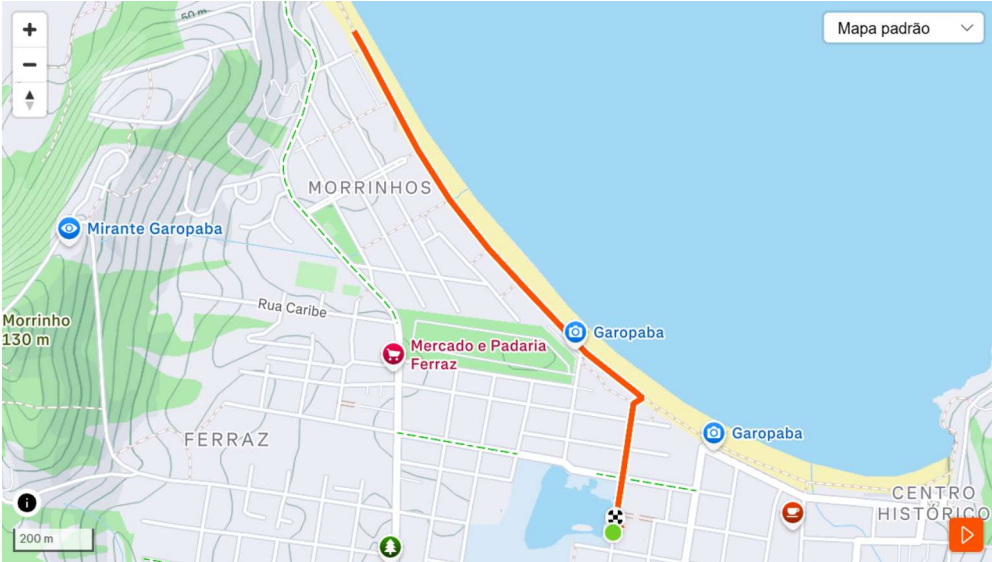 50 m
Mapa padrão
MORRINHOS
Mirante Garopaba
Rua Caribe
Morrinho
130 m
Garopaba
Mercado e Padaria
Ferraz
FERRAZ
Garopaba
CENTRO
HISTÓRICO
200 m